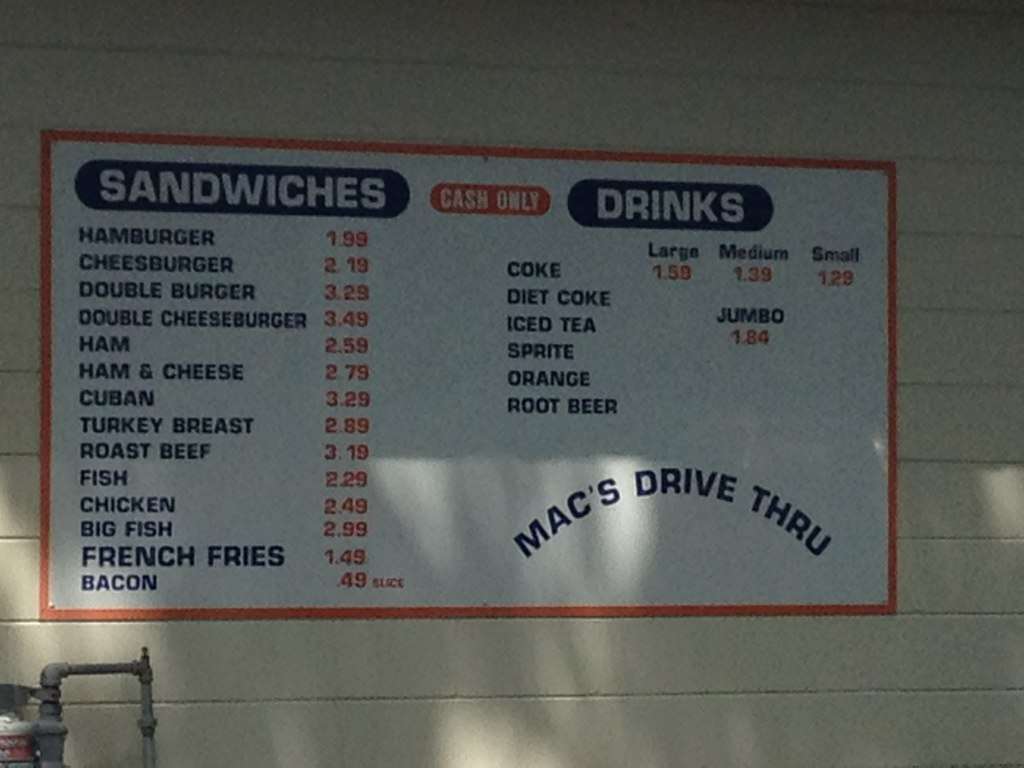 SANDWICHES
CASH ONLY
DRINKS
HAMBURGER 1.99
CHEESBURGER 2.19
DOUBLE BURGER 3.29
DOUBLE CHEESEBURGER 3.49
HAM 2.59
HAM & CHEESE 2.79
CUBAN 3.29
TURKEY BREAST 2.89
ROAST BEEF 3.19
FISH 2.29
CHICKEN 2.49
BIG FISH 2.99
FRENCH FRIES 1.49
BACON .49 SLICE
Large Medium Small
1.59 1.39 1.29
COKE
DIET COKE
ICED TEA
SPRITE
ORANGE
ROOT BEER
JUMBO
1.84
MAC'S DRIVE THRU